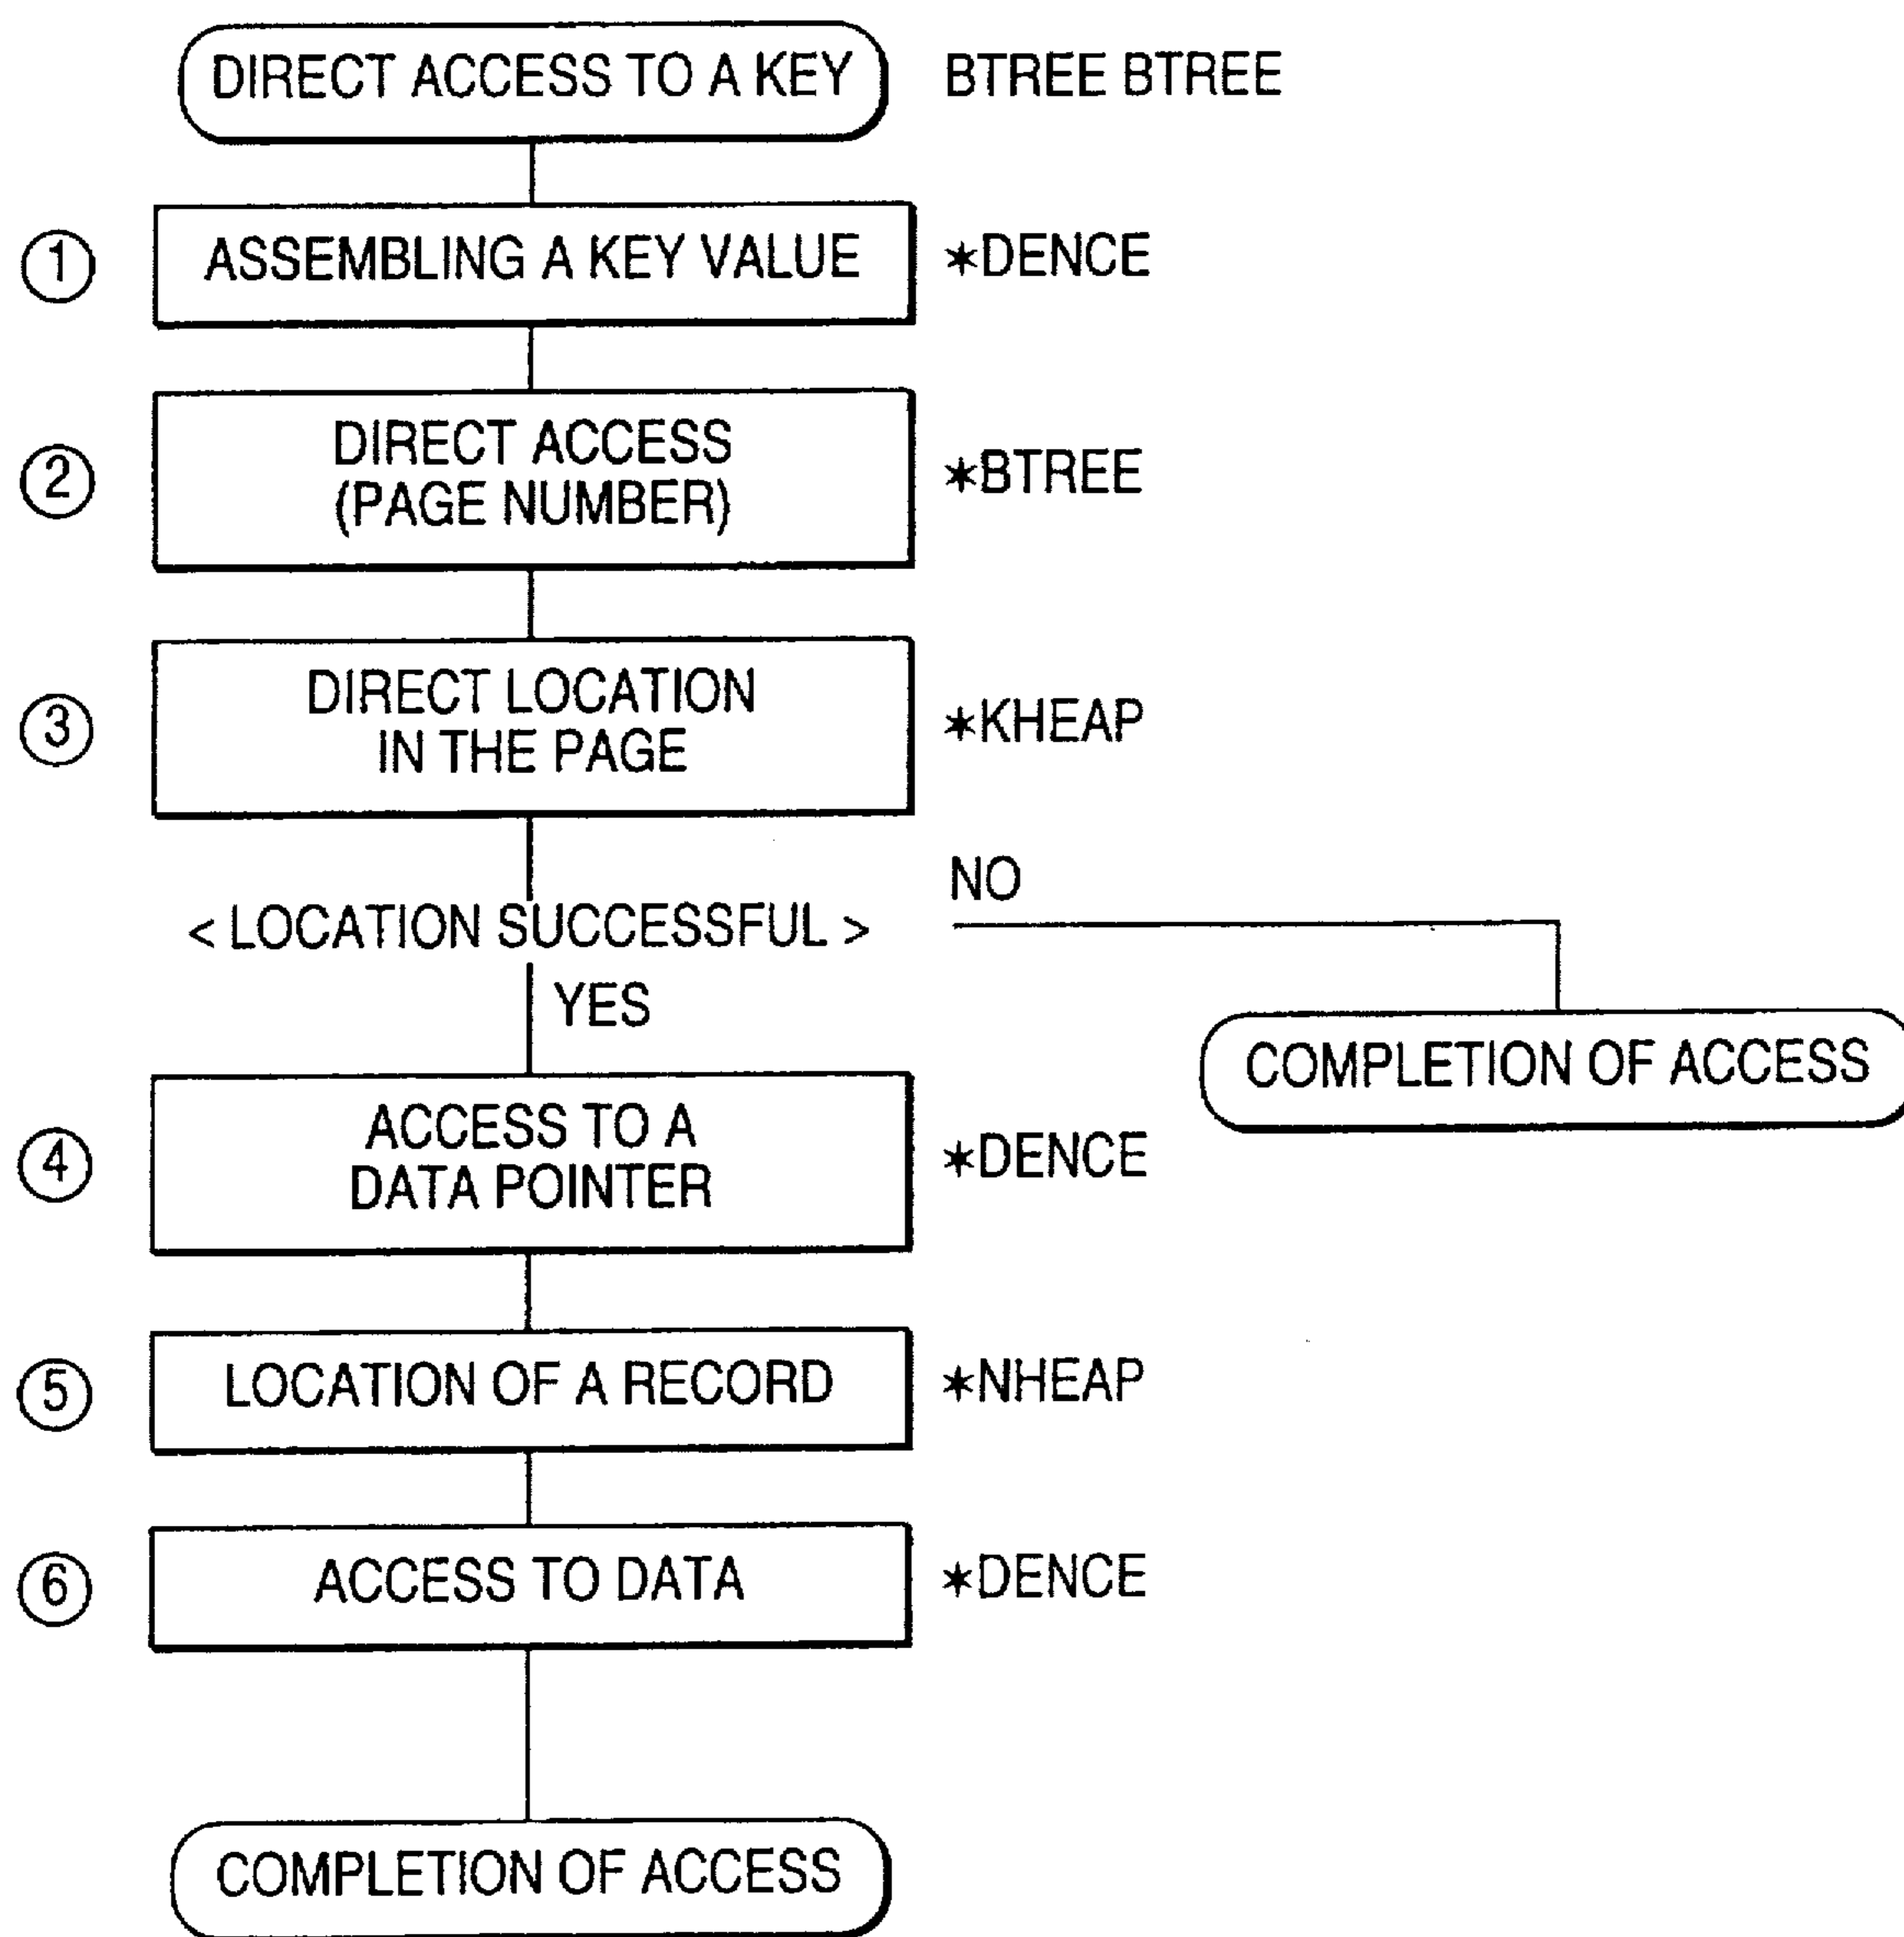 DIRECT ACCESS TO A KEY BTREE BTREE
① ASSEMBLING A KEY VALUE *DENCE
② DIRECT ACCESS
(PAGE NUMBER) *BTREE
③ DIRECT LOCATION
IN THE PAGE *KHEAP
< LOCATION SUCCESSFUL > NO
YES
COMPLETION OF ACCESS
④ ACCESS TO A
DATA POINTER *DENCE
⑤ LOCATION OF A RECORD *NHEAP
⑥ ACCESS TO DATA *DENCE
COMPLETION OF ACCESS